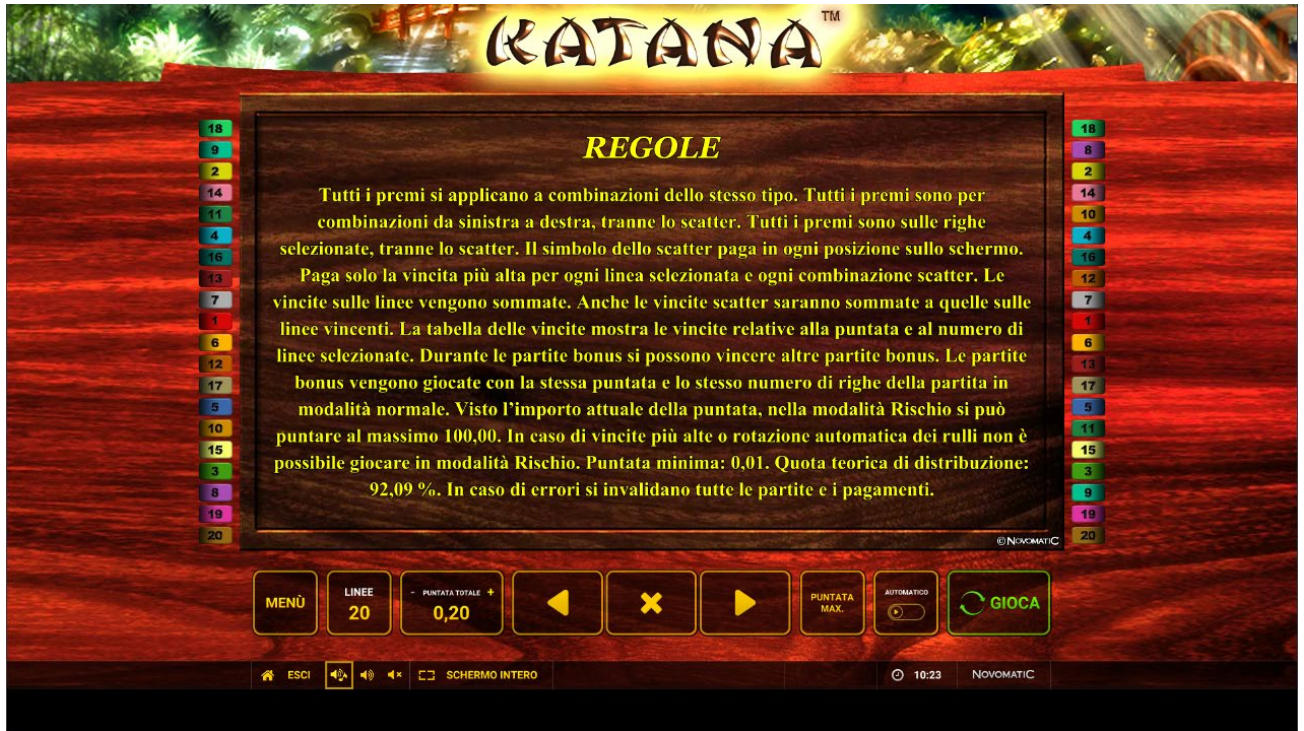 KATANA™
REGOLE
Tutti i premi si applicano a combinazioni dello stesso tipo. Tutti i premi sono per
combinazioni da sinistra a destra, tranne lo scatter. Tutti i premi sono sulle righe
selezionate, tranne lo scatter. Il simbolo dello scatter paga in ogni posizione sullo schermo.
Paga solo la vincita più alta per ogni linea selezionata e ogni combinazione scatter. Le
vincite sulle linee vengono sommate. Anche le vincite scatter saranno sommate a quelle sulle
linee vincenti. La tabella delle vincite mostra le vincite relative alla puntata e al numero di
linee selezionate. Durante le partite bonus si possono vincere altre partite bonus. Le partite
bonus vengono giocate con la stessa puntata e lo stesso numero di righe della partita in
modalità normale. Visto l'importo attuale della puntata, nella modalità Rischio si può
puntare al massimo 100,00. In caso di vincite più alte o rotazione automatica dei rulli non è
possibile giocare in modalità Rischio. Puntata minima: 0,01. Quota teorica di distribuzione:
92,09 %. In caso di errori si invalidano tutte le partite e i pagamenti.
© NOVOMATIC
18
9
2
14
11
4
16
13
7
1
6
12
17
5
10
15
3
8
19
20
18
8
2
14
10
4
16
12
7
1
6
13
17
5
11
15
3
9
19
20
MENÙ
LINEE
20
- PUNTATA TOTALE +
0,20
PUNTATA
MAX.
AUTOMATICO
GIOCA
ESCI
SCHERMO INTERO
10:23
NOVOMATIC